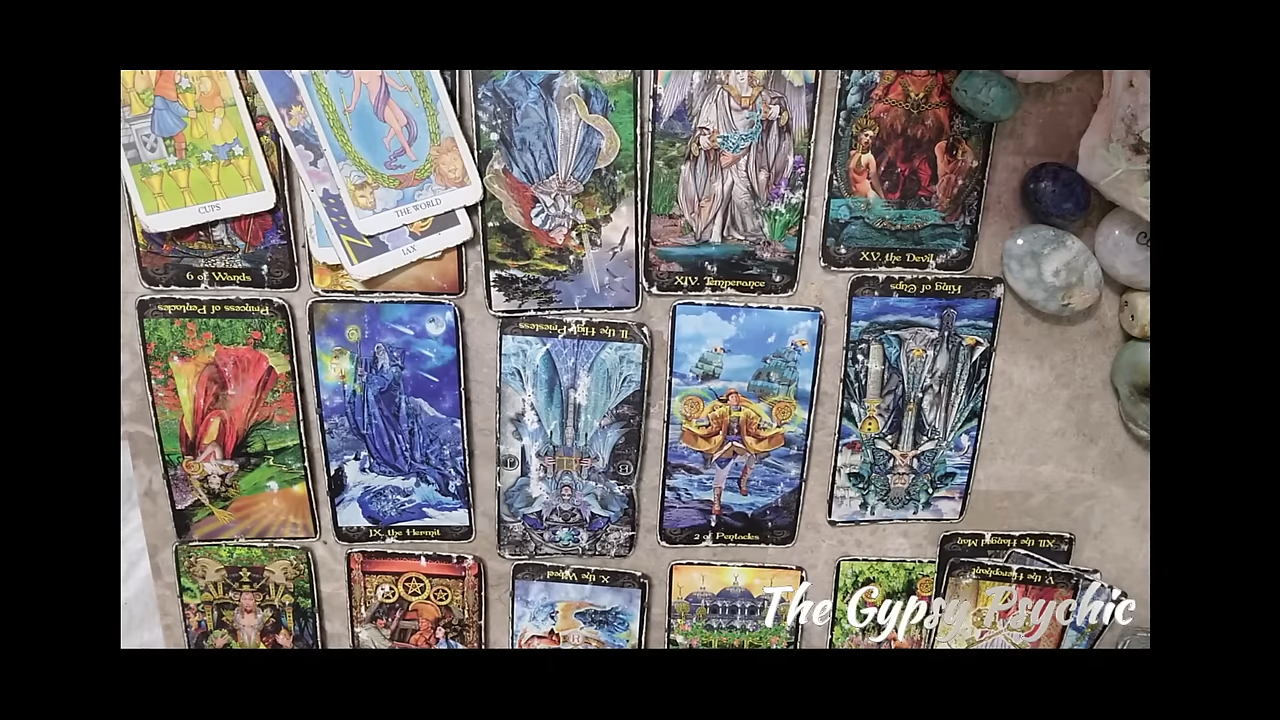 CUPS
THE WORLD
6 of Wands
XIV. Temperance
XV. the Devil
Princess of Pentacles
IX. the Hermit
II. the High Priestess
J
B
2 of Pentacles
King of Cups
X. the Wheel
XII. the Hanged Man
V. the Hierophant
The Gypsy Psychic